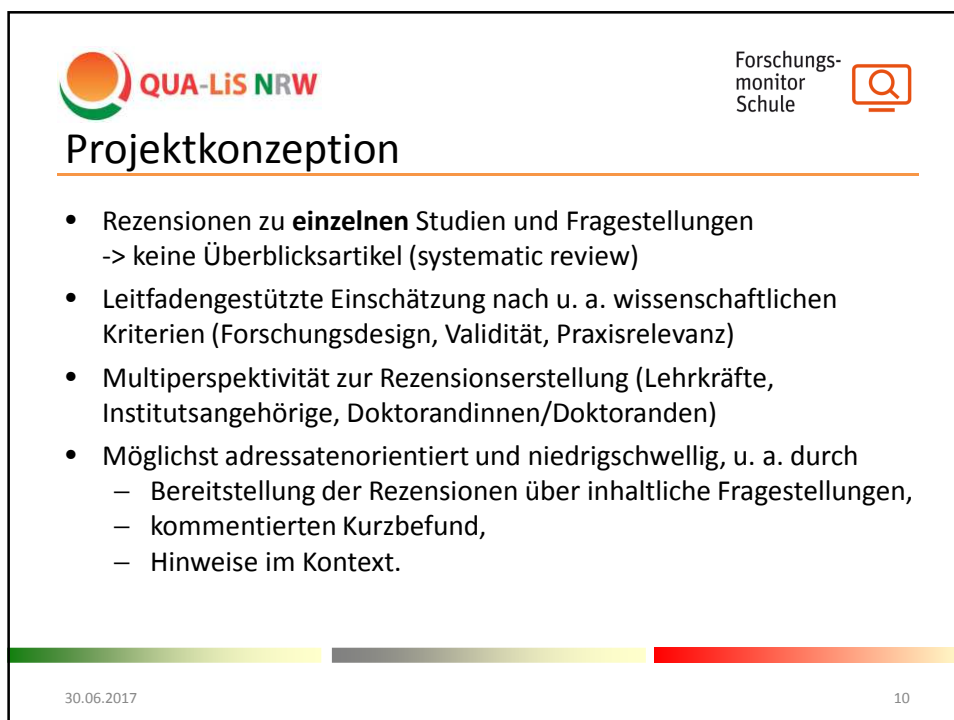 QUA-LiS NRW
Forschungs-
monitor
Schule
Projektkonzeption
• Rezensionen zu einzelnen Studien und Fragestellungen
-> keine Überblicksartikel (systematic review)
• Leitfadengestützte Einschätzung nach u. a. wissenschaftlichen
Kriterien (Forschungsdesign, Validität, Praxisrelevanz)
• Multiperspektivität zur Rezensionserstellung (Lehrkräfte,
Institutsangehörige, Doktorandinnen/Doktoranden)
• Möglichst adressatenorientiert und niedrigschwellig, u. a. durch
– Bereitstellung der Rezensionen über inhaltliche Fragestellungen,
– kommentierten Kurzbefund,
– Hinweise im Kontext.
30.06.2017
10